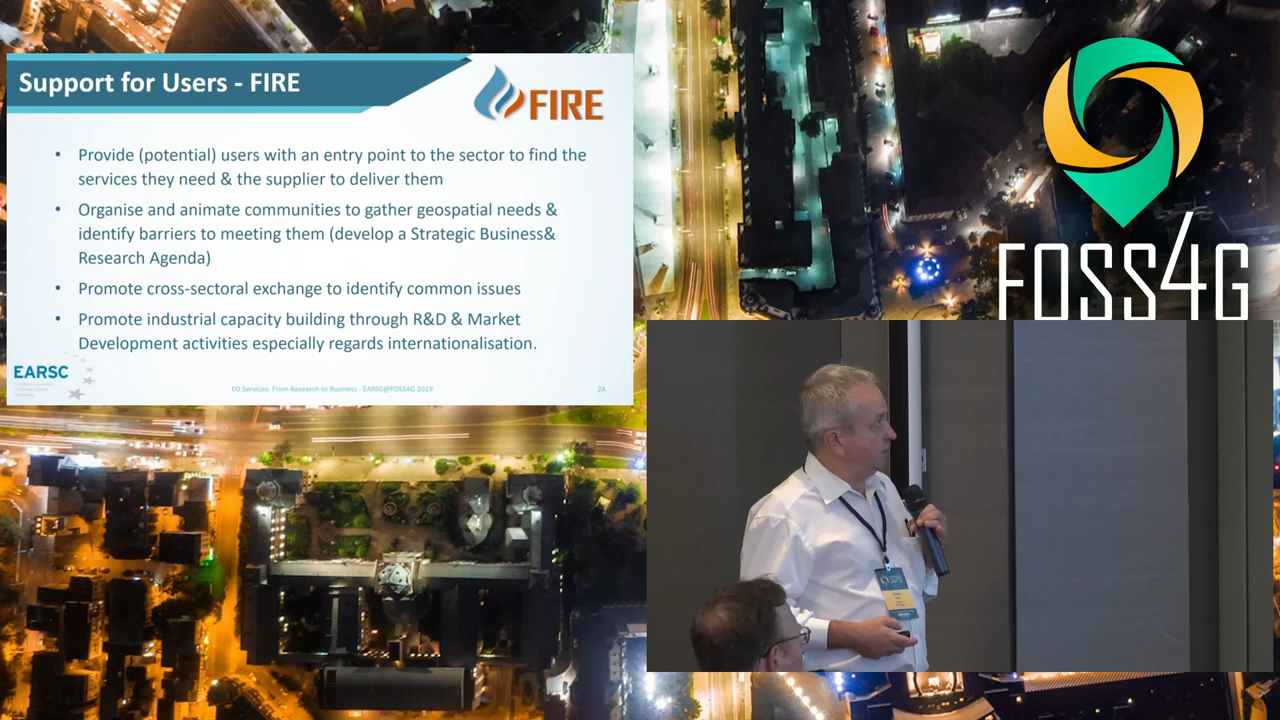 Support for Users - FIRE
FIRE
• Provide (potential) users with an entry point to the sector to find the
services they need & the supplier to deliver them
• Organise and animate communities to gather geospatial needs &
identify barriers to meeting them (develop a Strategic Business&
Research Agenda)
• Promote cross-sectoral exchange to identify common issues
• Promote industrial capacity building through R&D & Market
Development activities especially regards internationalisation.
EARSC
EO Services: From Research to Business - EARSC@FOSS4G 2019
24
FOSS4G